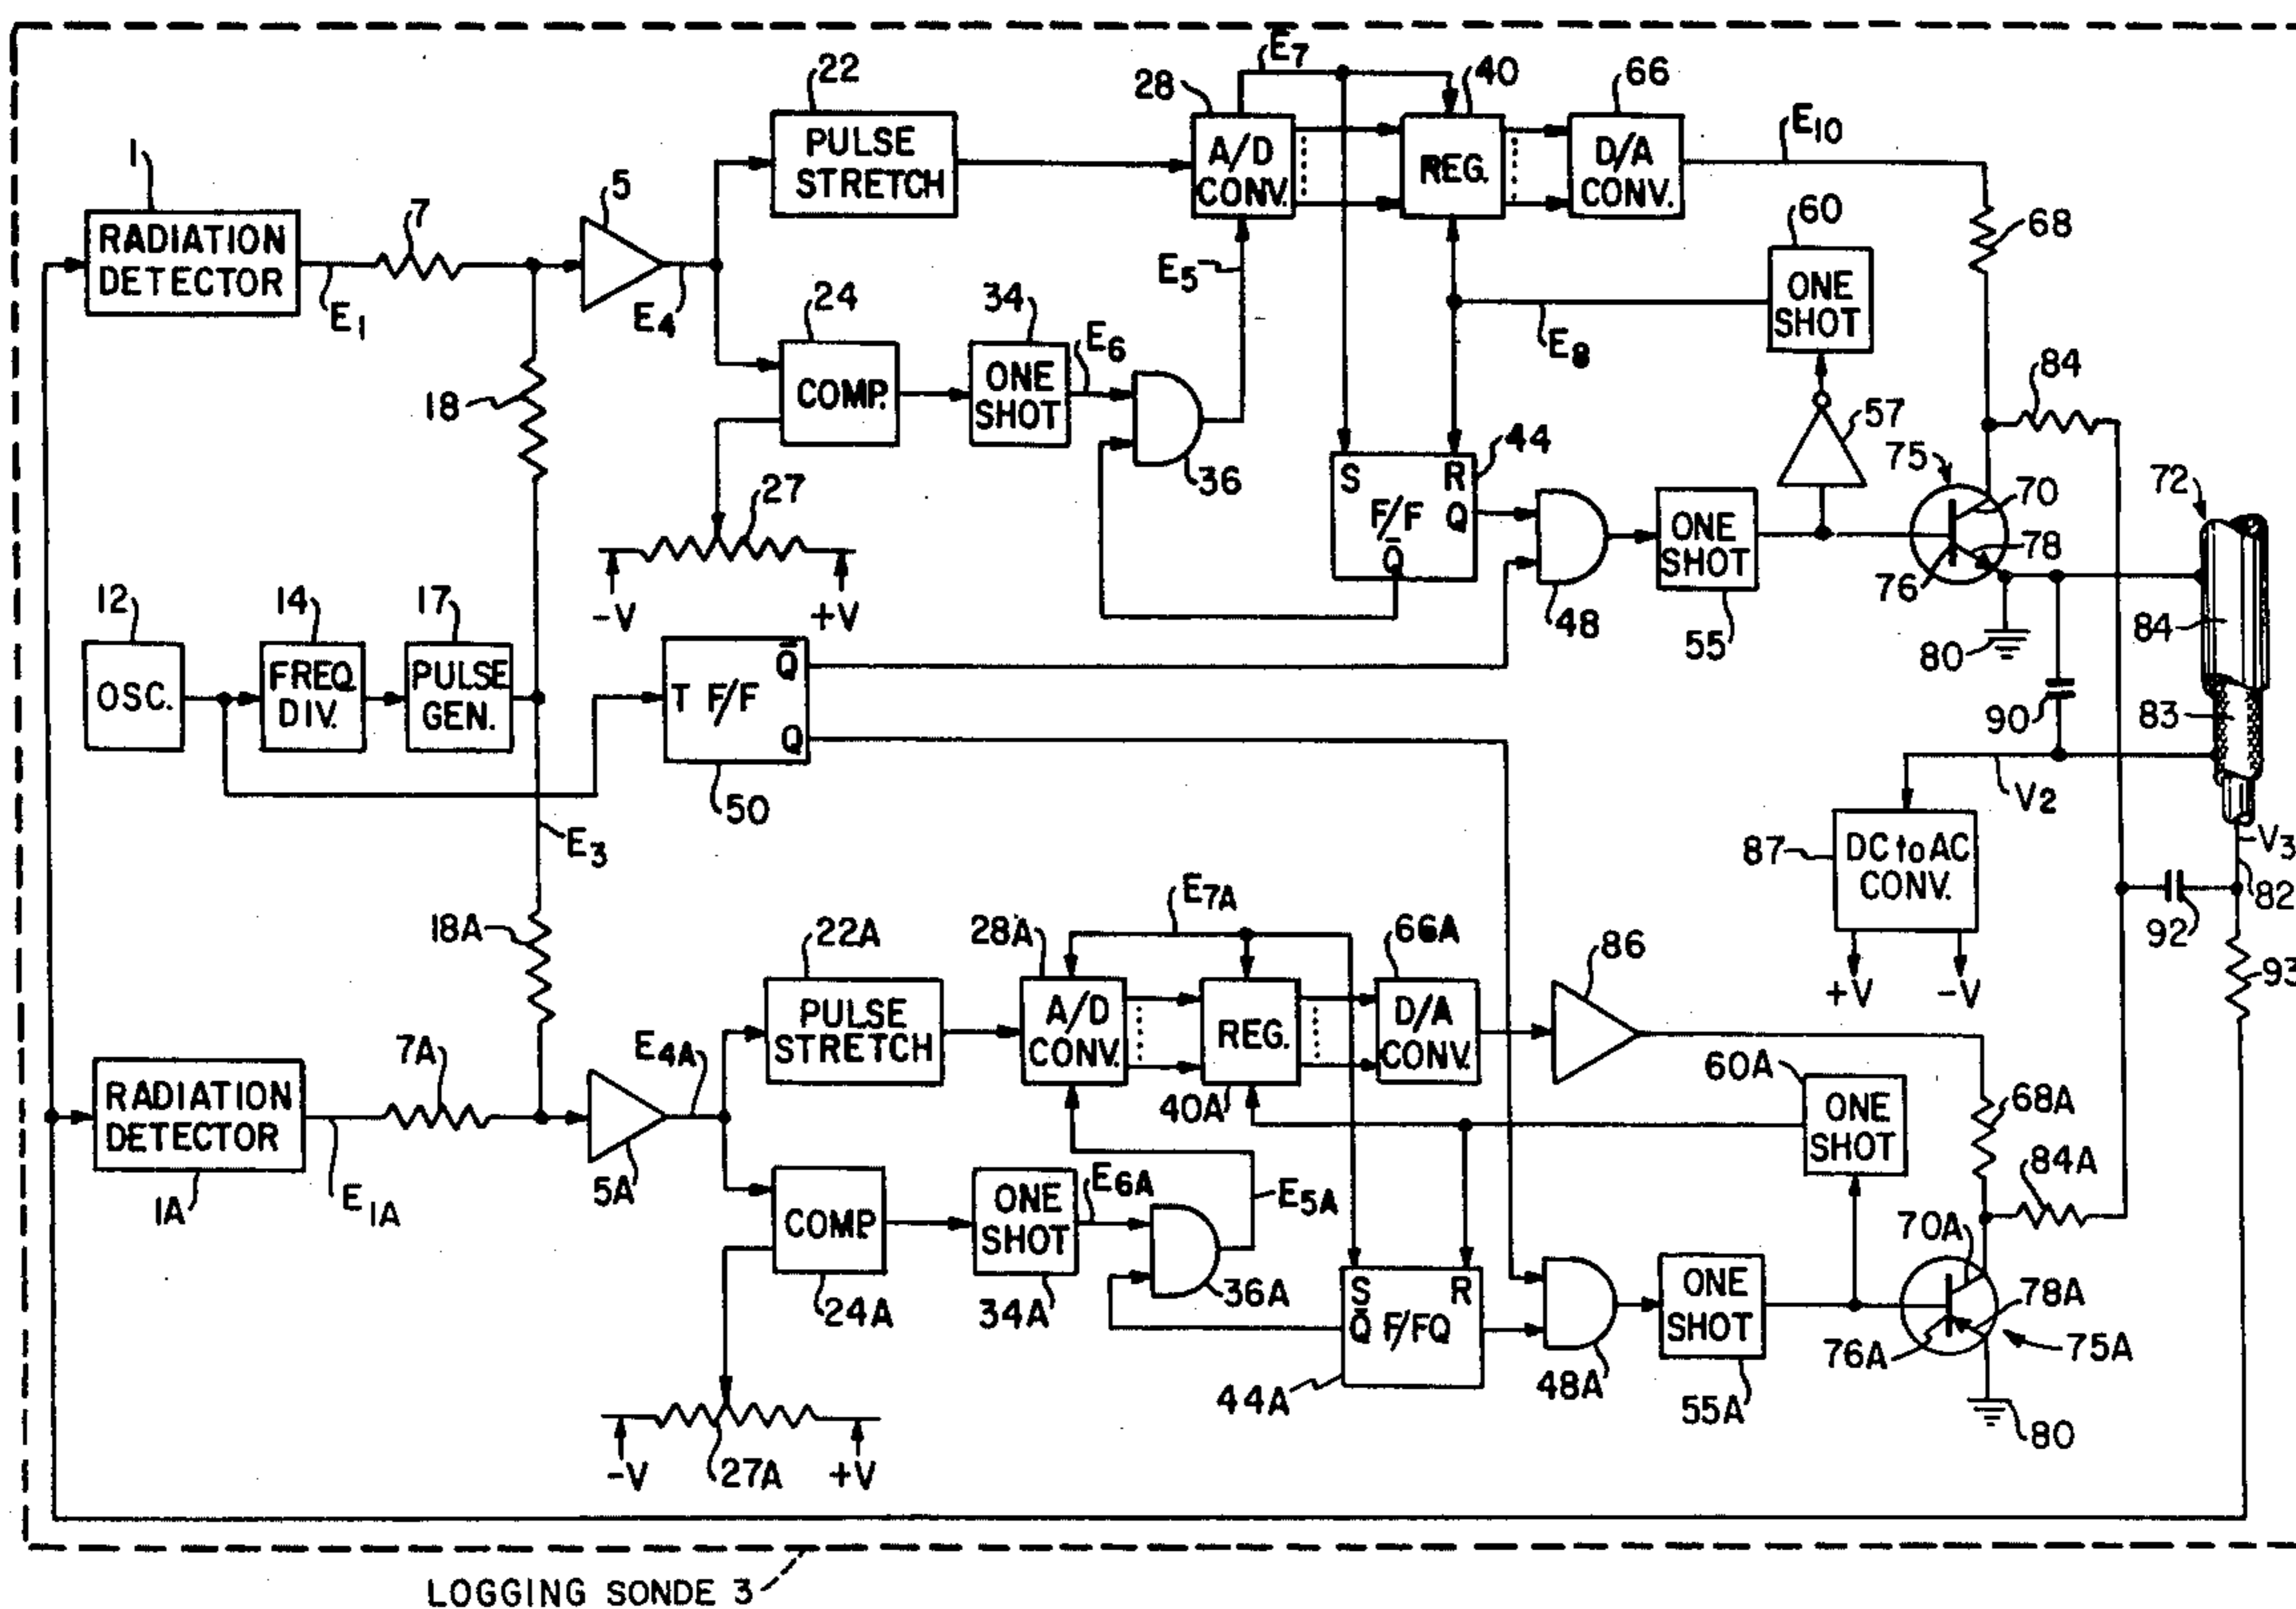 E7
22
28
40
66
PULSE
STRETCH
A/D
CONV.
REG.
D/A
CONV.
E10
1
7
5
RADIATION
DETECTOR
E1
E4
E5
60
68
ONE
SHOT
E8
24
34
E6
COMP.
ONE
SHOT
36
18
27
-V
+V
44
S
R
F/F
Q
Q̄
48
ONE
SHOT
55
57
84
75
70
76
78
80
72
84
83
90
V2
12
14
17
OSC.
FREQ.
DIV.
PULSE
GEN.
T F/F
Q̄
Q
50
E3
87
DC to AC
CONV.
+V
-V
V3
82
92
93
18A
22A
28A
E7A
66A
86
PULSE
STRETCH
A/D
CONV.
REG.
D/A
CONV.
40A
60A
ONE
SHOT
68A
84A
7A
E4A
RADIATION
DETECTOR
1A
E1A
5A
COMP.
24A
ONE
SHOT
34A
E6A
E5A
36A
27A
-V
+V
S
R
Q̄ F/F Q
44A
48A
ONE
SHOT
55A
70A
78A
76A
75A
80
LOGGING SONDE 3